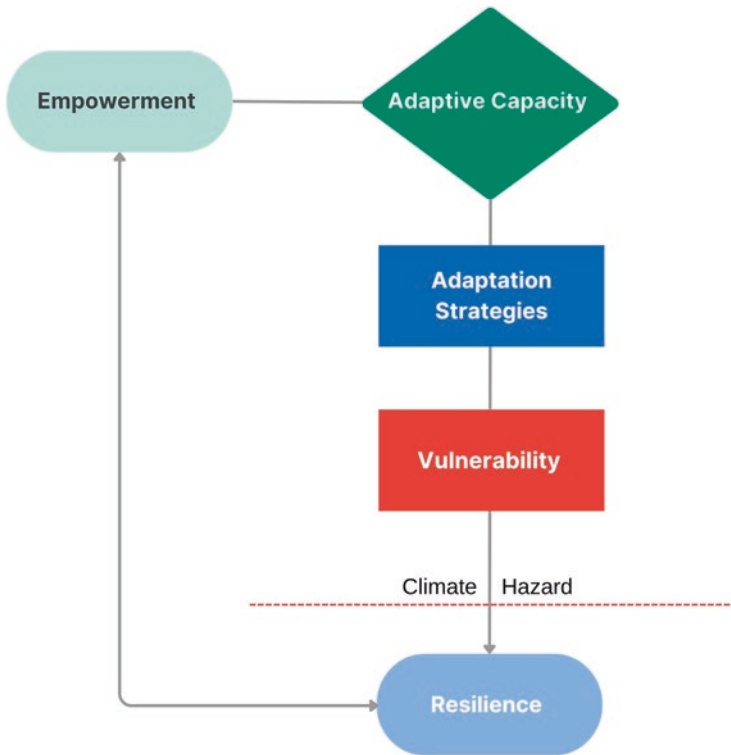 Empowerment
Adaptive Capacity
Adaptation
Strategies
Vulnerability
Climate Hazard
Resilience